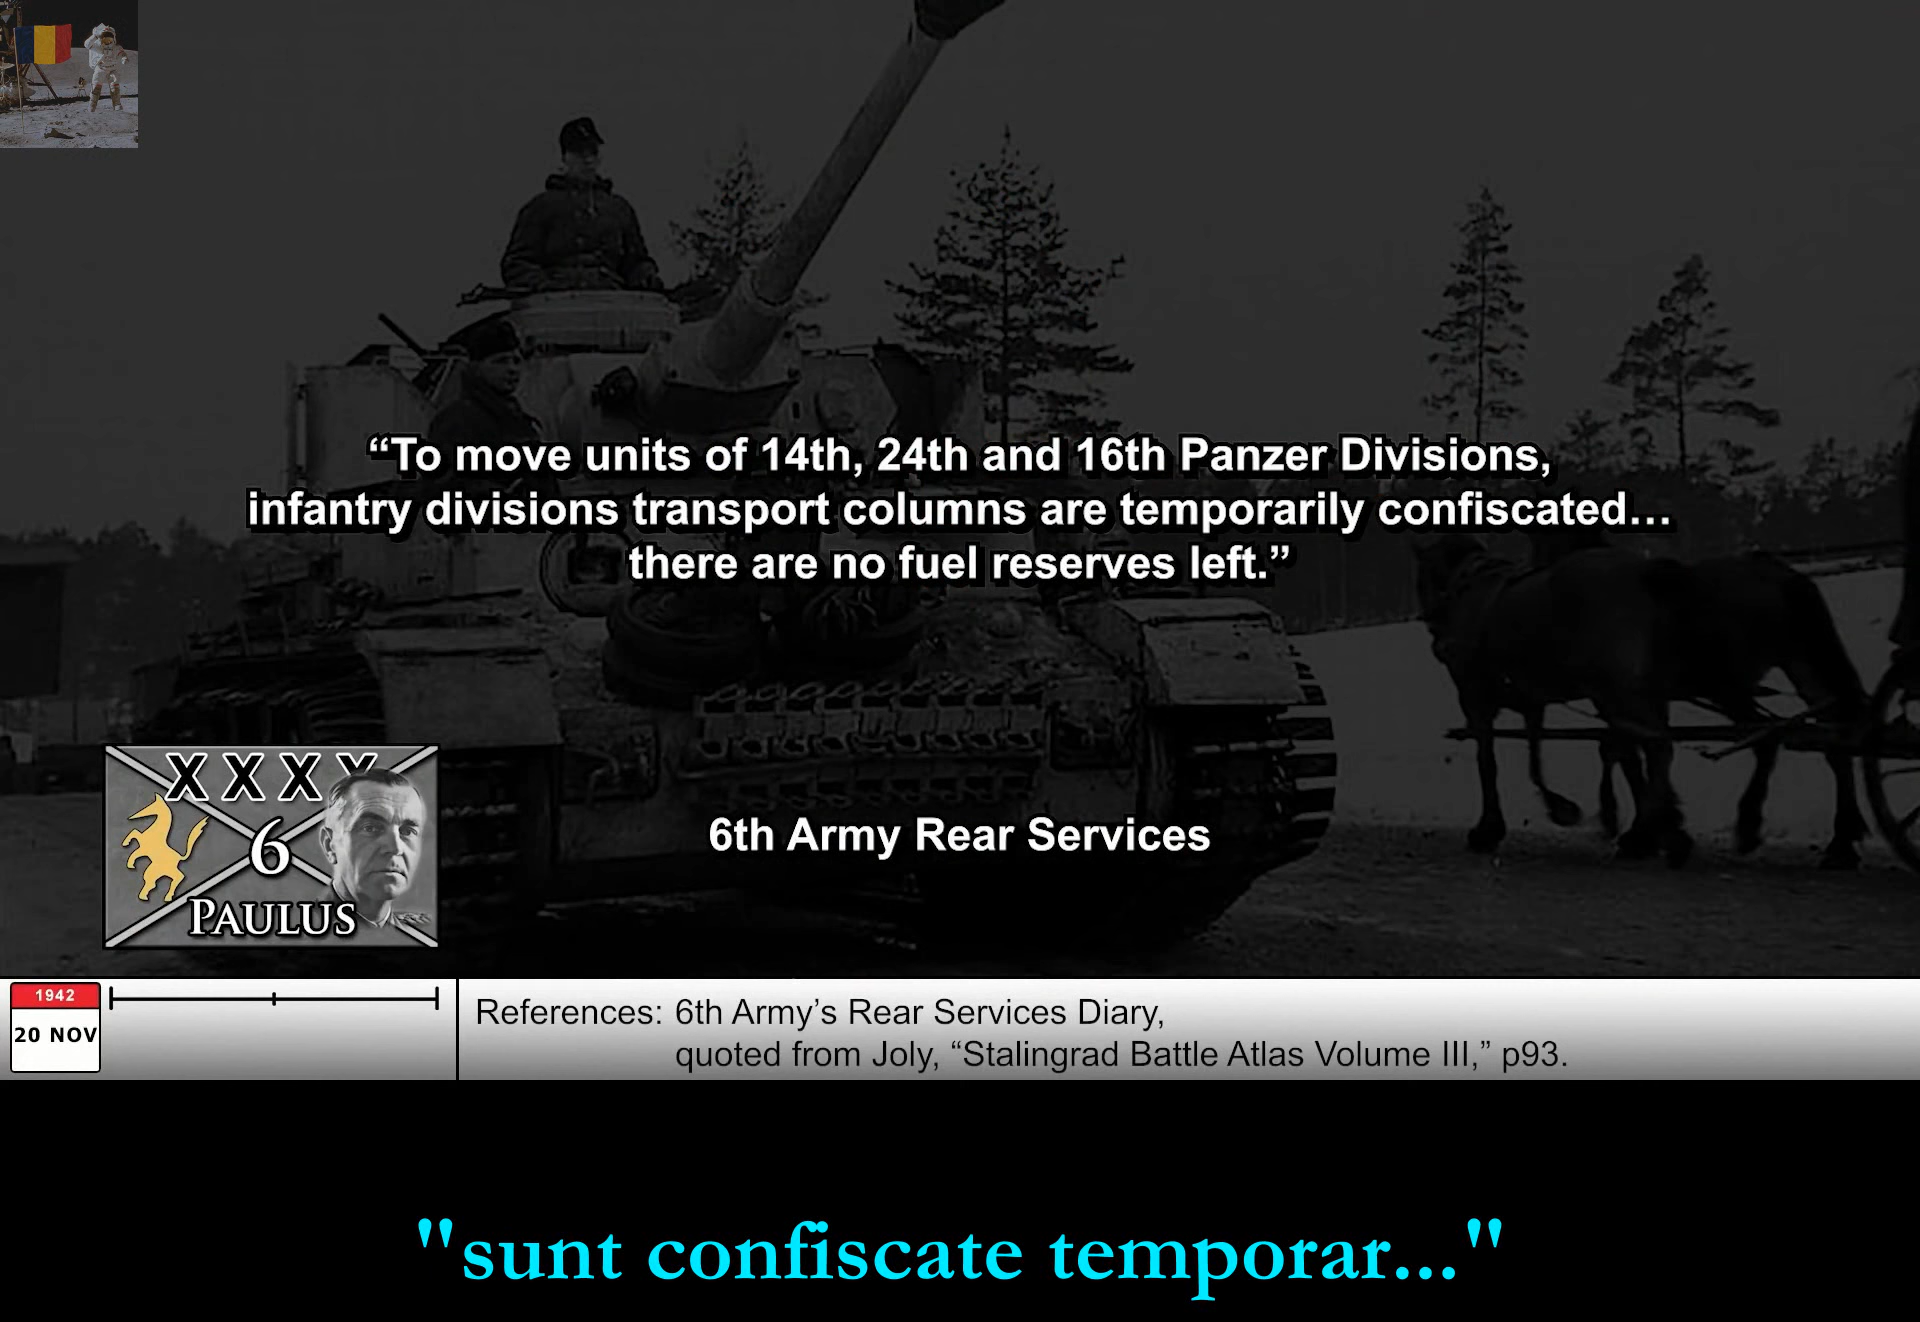 “To move units of 14th, 24th and 16th Panzer Divisions,
infantry divisions transport columns are temporarily confiscated…
there are no fuel reserves left.”
XXXX
6
PAULUS
6th Army Rear Services
1942
20 NOV
References: 6th Army’s Rear Services Diary,
quoted from Joly, “Stalingrad Battle Atlas Volume III,” p93.
"sunt confiscate temporar..."